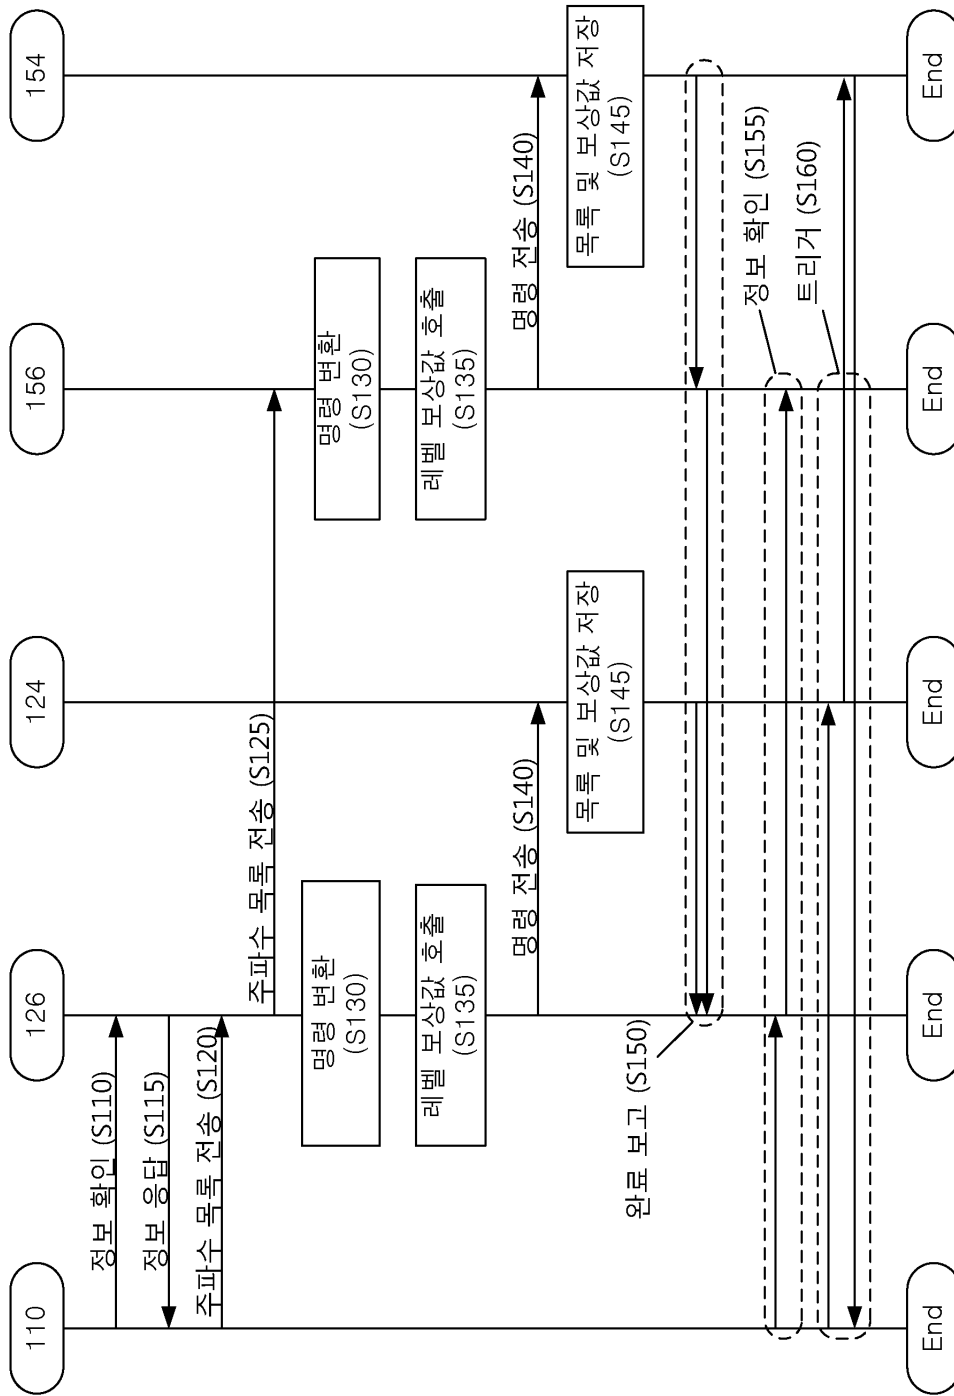 110
126
124
156
154
정보 확인 (S110)
정보 응답 (S115)
주파수 목록 전송 (S120)
주파수 목록 전송 (S125)
명령 변환
(S130)
명령 변환
(S130)
레벨 보상값 호출
(S135)
레벨 보상값 호출
(S135)
명령 전송 (S140)
명령 전송 (S140)
목록 및 보상값 저장
(S145)
목록 및 보상값 저장
(S145)
완료 보고 (S150)
정보 확인 (S155)
트리거 (S160)
End
End
End
End
End